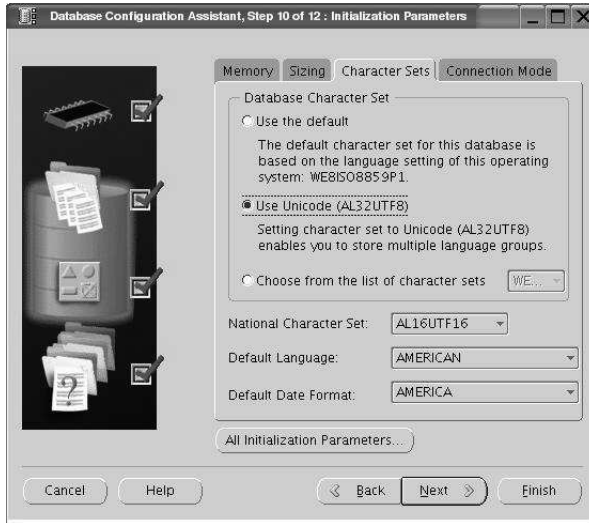 Database Configuration Assistant, Step 10 of 12 : Initialization Parameters
Memory Sizing Character Sets Connection Mode
Database Character Set
Use the default
The default character set for this database is
based on the language setting of this operating
system: WE8ISO8859P1.
Use Unicode (AL32UTF8)
Setting character set to Unicode (AL32UTF8)
enables you to store multiple language groups.
Choose from the list of character sets WE...
National Character Set: AL16UTF16
Default Language: AMERICAN
Default Date Format: AMERICA
?
All Initialization Parameters...
Cancel Help Back Next Finish